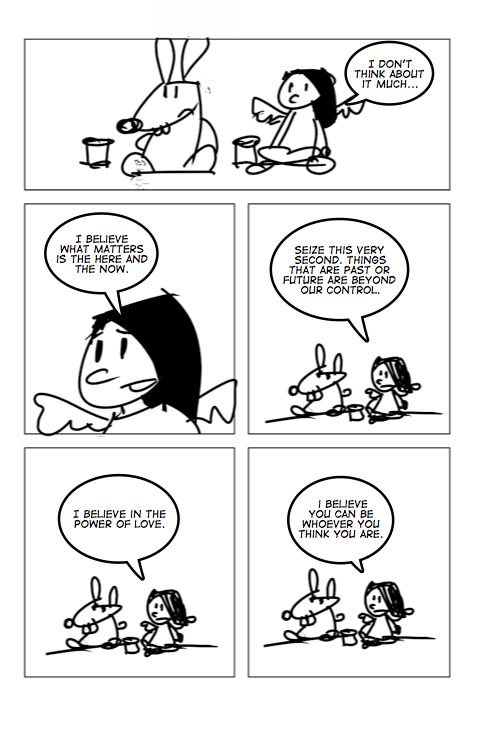 I DON'T
THINK ABOUT
IT MUCH...
I BELIEVE
WHAT MATTERS
IS THE HERE AND
THE NOW.
SEIZE THIS VERY
SECOND. THINGS
THAT ARE PAST OR
FUTURE ARE BEYOND
OUR CONTROL.
I BELIEVE IN THE
POWER OF LOVE.
I BELIEVE
YOU CAN BE
WHOEVER YOU
THINK YOU ARE.